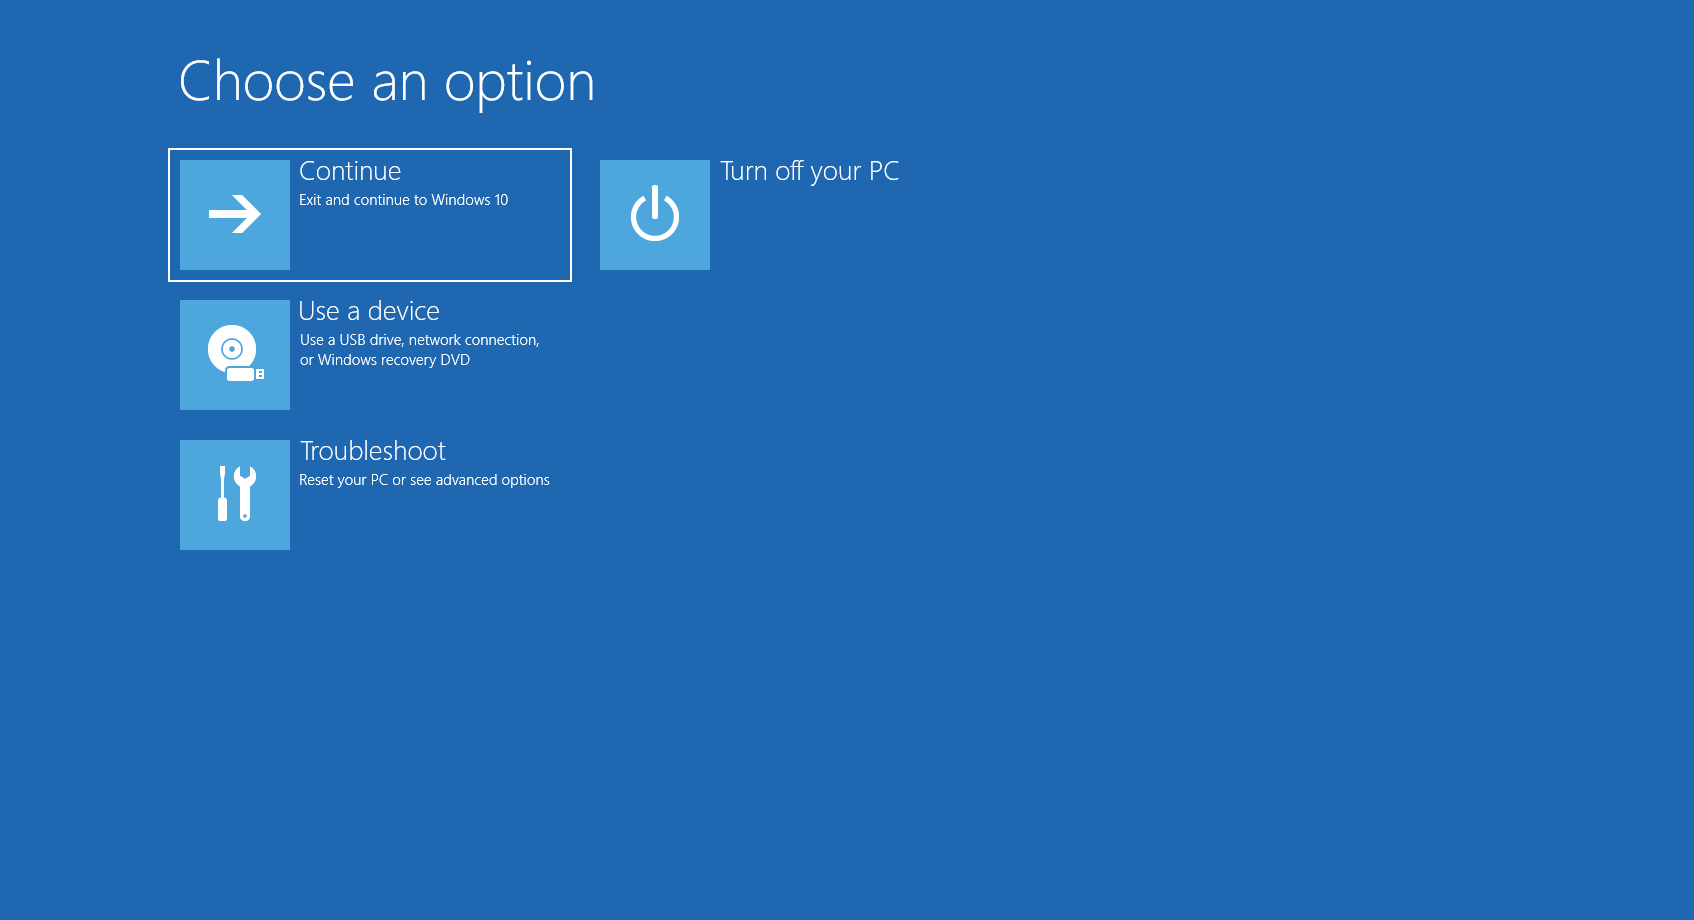 Choose an option
Continue
Exit and continue to Windows 10
Turn off your PC
Use a device
Use a USB drive, network connection,
or Windows recovery DVD
Troubleshoot
Reset your PC or see advanced options